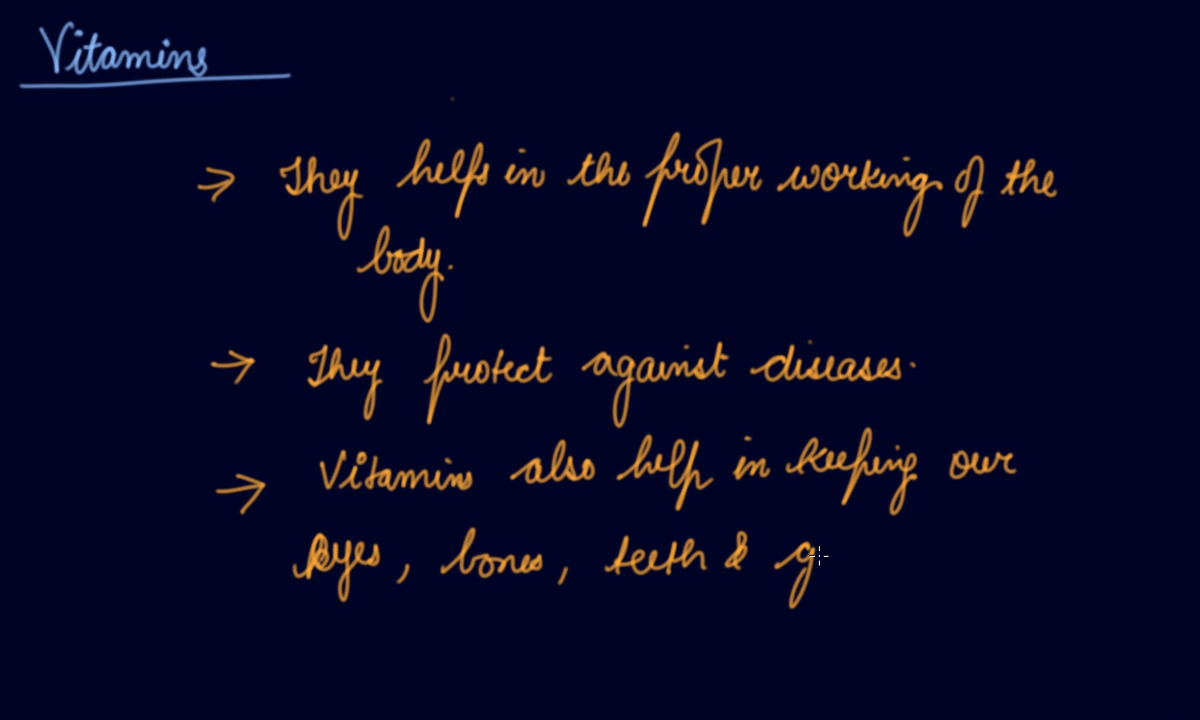 Vitamins
→ They helps in the proper working of the
body.
→ They protect against diseases.
→ Vitamins also help in keeping our
eyes, bones, teeth & g